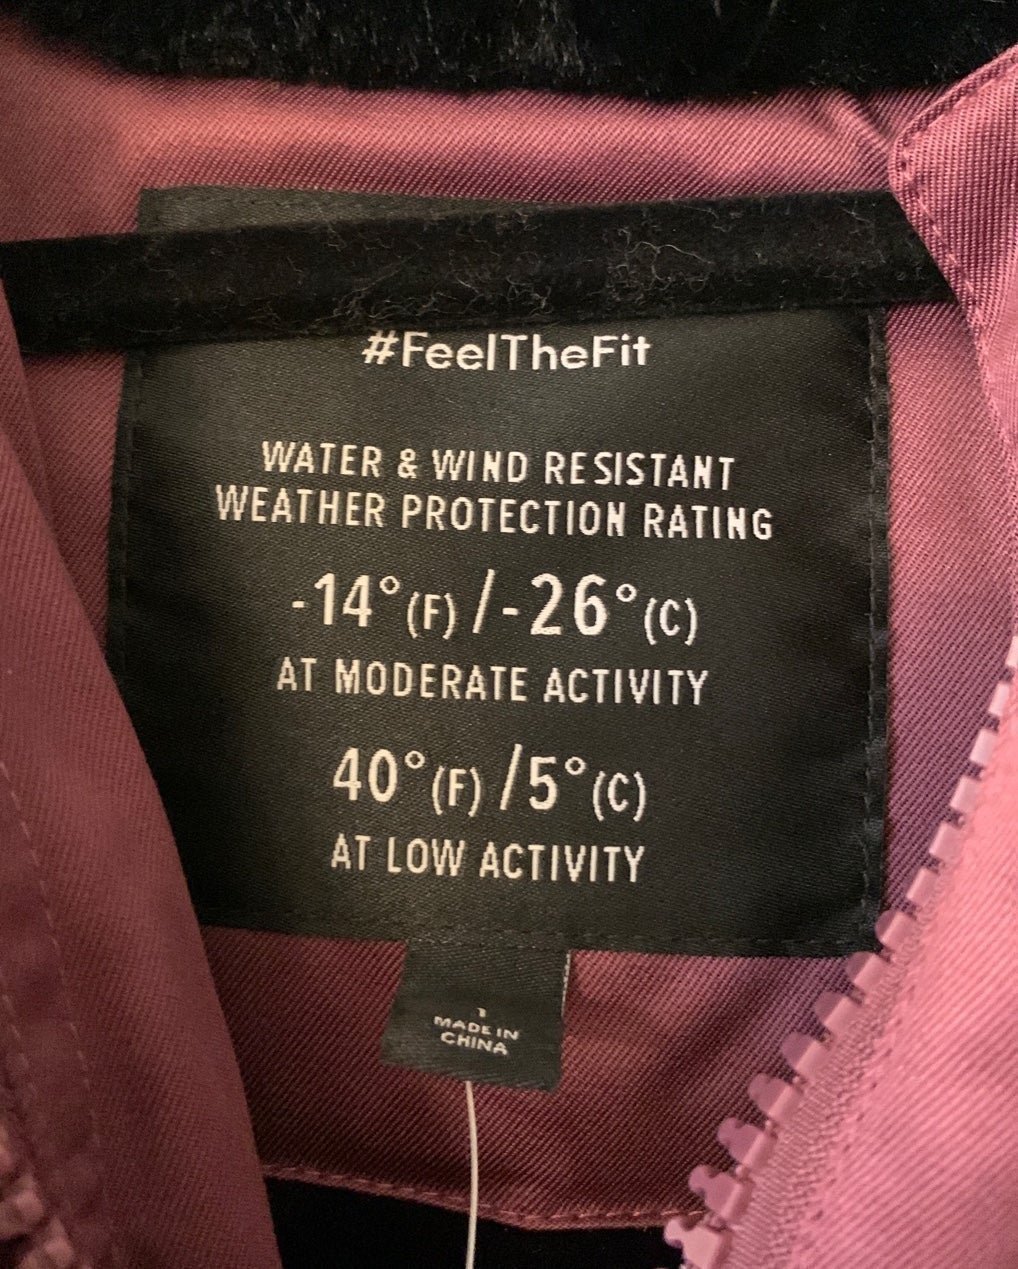 #FeelTheFit
WATER & WIND RESISTANT
WEATHER PROTECTION RATING
-14°(F)/-26°(C)
AT MODERATE ACTIVITY
40°(F)/5°(C)
AT LOW ACTIVITY
1
MADE IN
CHINA